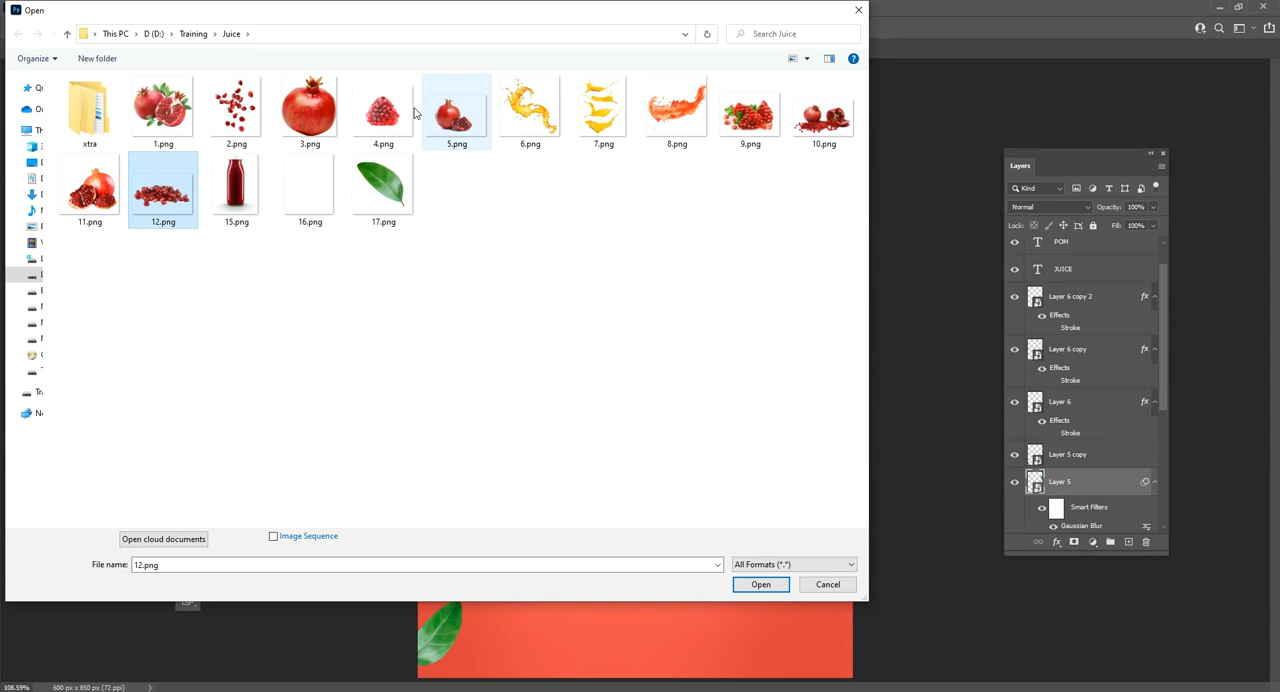 Ps Open
This PC › D (D:) › Training › Juice ›
Search Juice
Organize
New folder
xtra
1.png
2.png
3.png
4.png
5.png
6.png
7.png
8.png
9.png
10.png
11.png
12.png
15.png
16.png
17.png
Open cloud documents
Image Sequence
File name:
12.png
All Formats (*.*)
Open
Cancel
Layers
Kind
Normal
Opacity: 100%
Lock:
Fill: 100%
POM
JUICE
Layer 6 copy 2
fx
Effects
Stroke
Layer 6 copy
fx
Effects
Stroke
Layer 6
fx
Effects
Stroke
Layer 5 copy
Layer 5
Smart Filters
Gaussian Blur
fx
108.59%
600 px x 850 px (72 ppi)